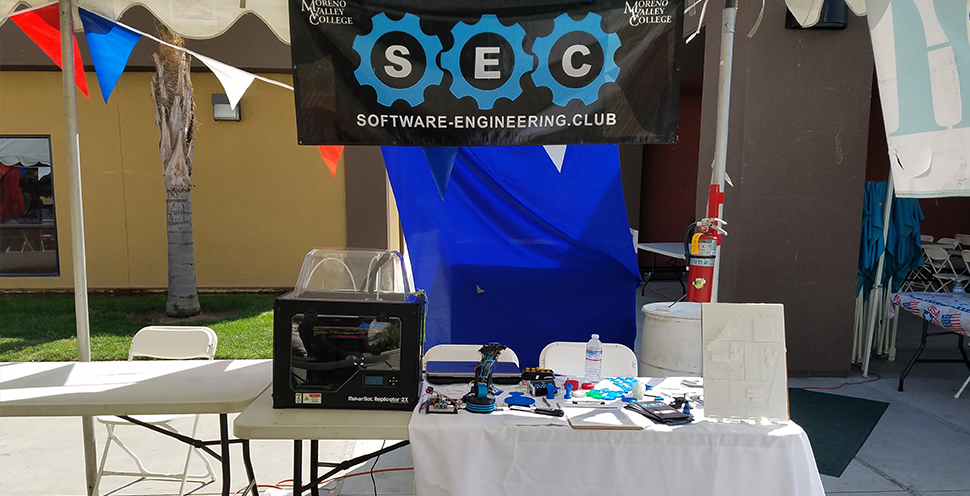 MORENO
VALLEY
COLLEGE
MORENO
VALLEY
COLLEGE
S E C
SOFTWARE-ENGINEERING.CLUB
MakerBot Replicator 2X